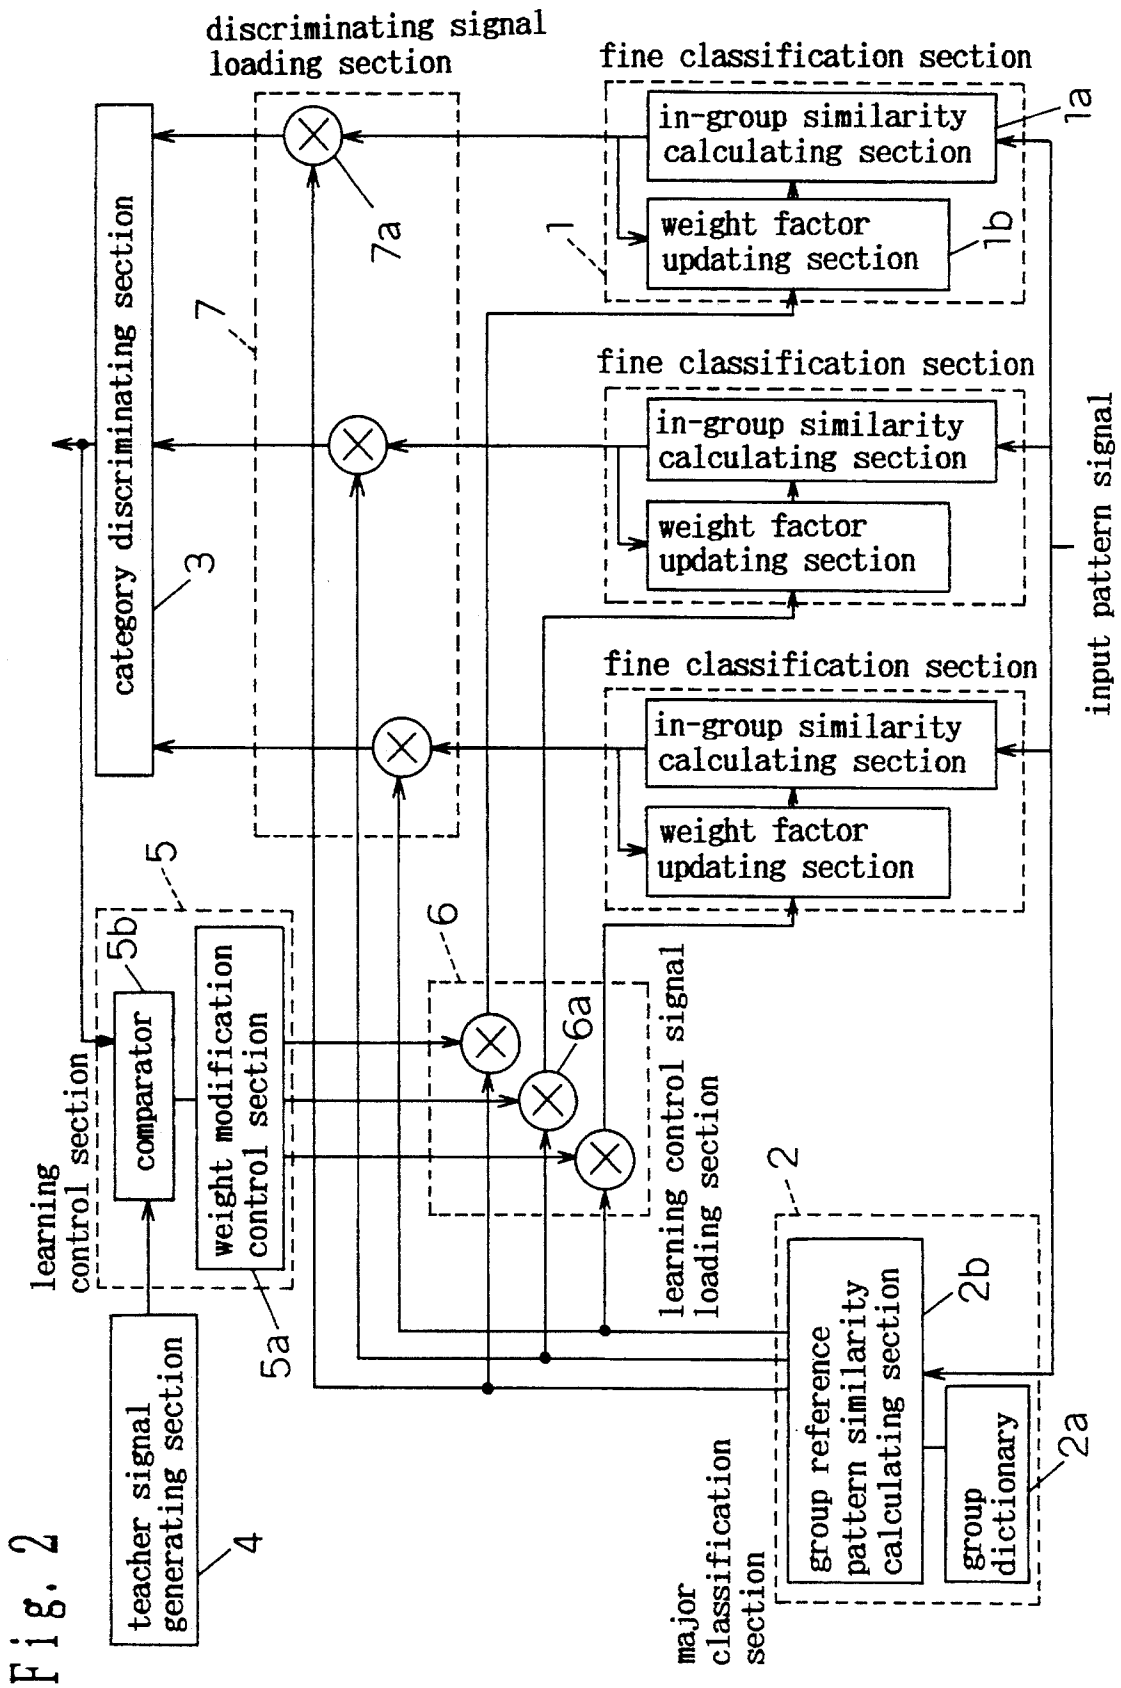 Fig. 2
teacher signal
generating section
4
learning
control section
5
comparator
5b
weight modification
control section
5a
category discriminating section
3
discriminating signal
loading section
7
7a
6
6a
learning control signal
loading section
fine classification section
in-group similarity
calculating section
1a
weight factor
updating section
1b
1
fine classification section
in-group similarity
calculating section
weight factor
updating section
fine classification section
in-group similarity
calculating section
weight factor
updating section
major
classification
section
2
group reference
pattern similarity
calculating section
2b
group
dictionary
2a
input pattern signal